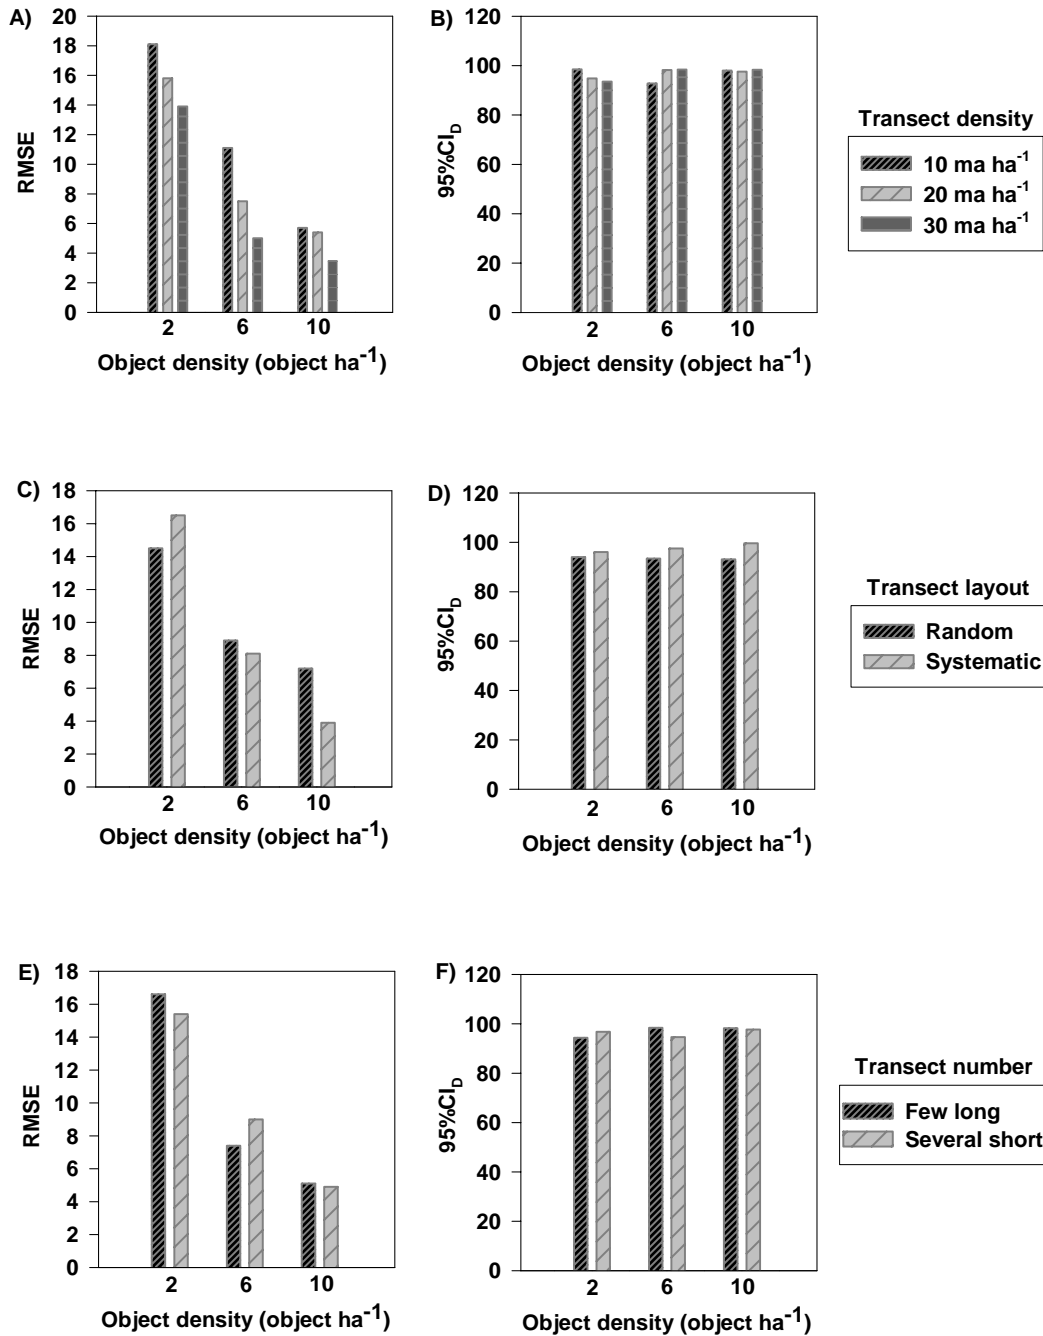 A)
20
18
16
14
12
10
8
6
4
2
0
RMSE
2 6 10
Object density (object ha-1)
B)
120
100
80
60
40
20
0
95%CID
2 6 10
Object density (object ha-1)
Transect density
10 ma ha-1
20 ma ha-1
30 ma ha-1
C)
18
16
14
12
10
8
6
4
2
0
RMSE
2 6 10
Object density (object ha-1)
D)
120
100
80
60
40
20
0
95%CID
2 6 10
Object density (object ha-1)
Transect layout
Random
Systematic
E)
18
16
14
12
10
8
6
4
2
0
RMSE
2 6 10
Object density (object ha-1)
F)
120
100
80
60
40
20
0
95%CID
2 6 10
Object density (object ha-1)
Transect number
Few long
Several short